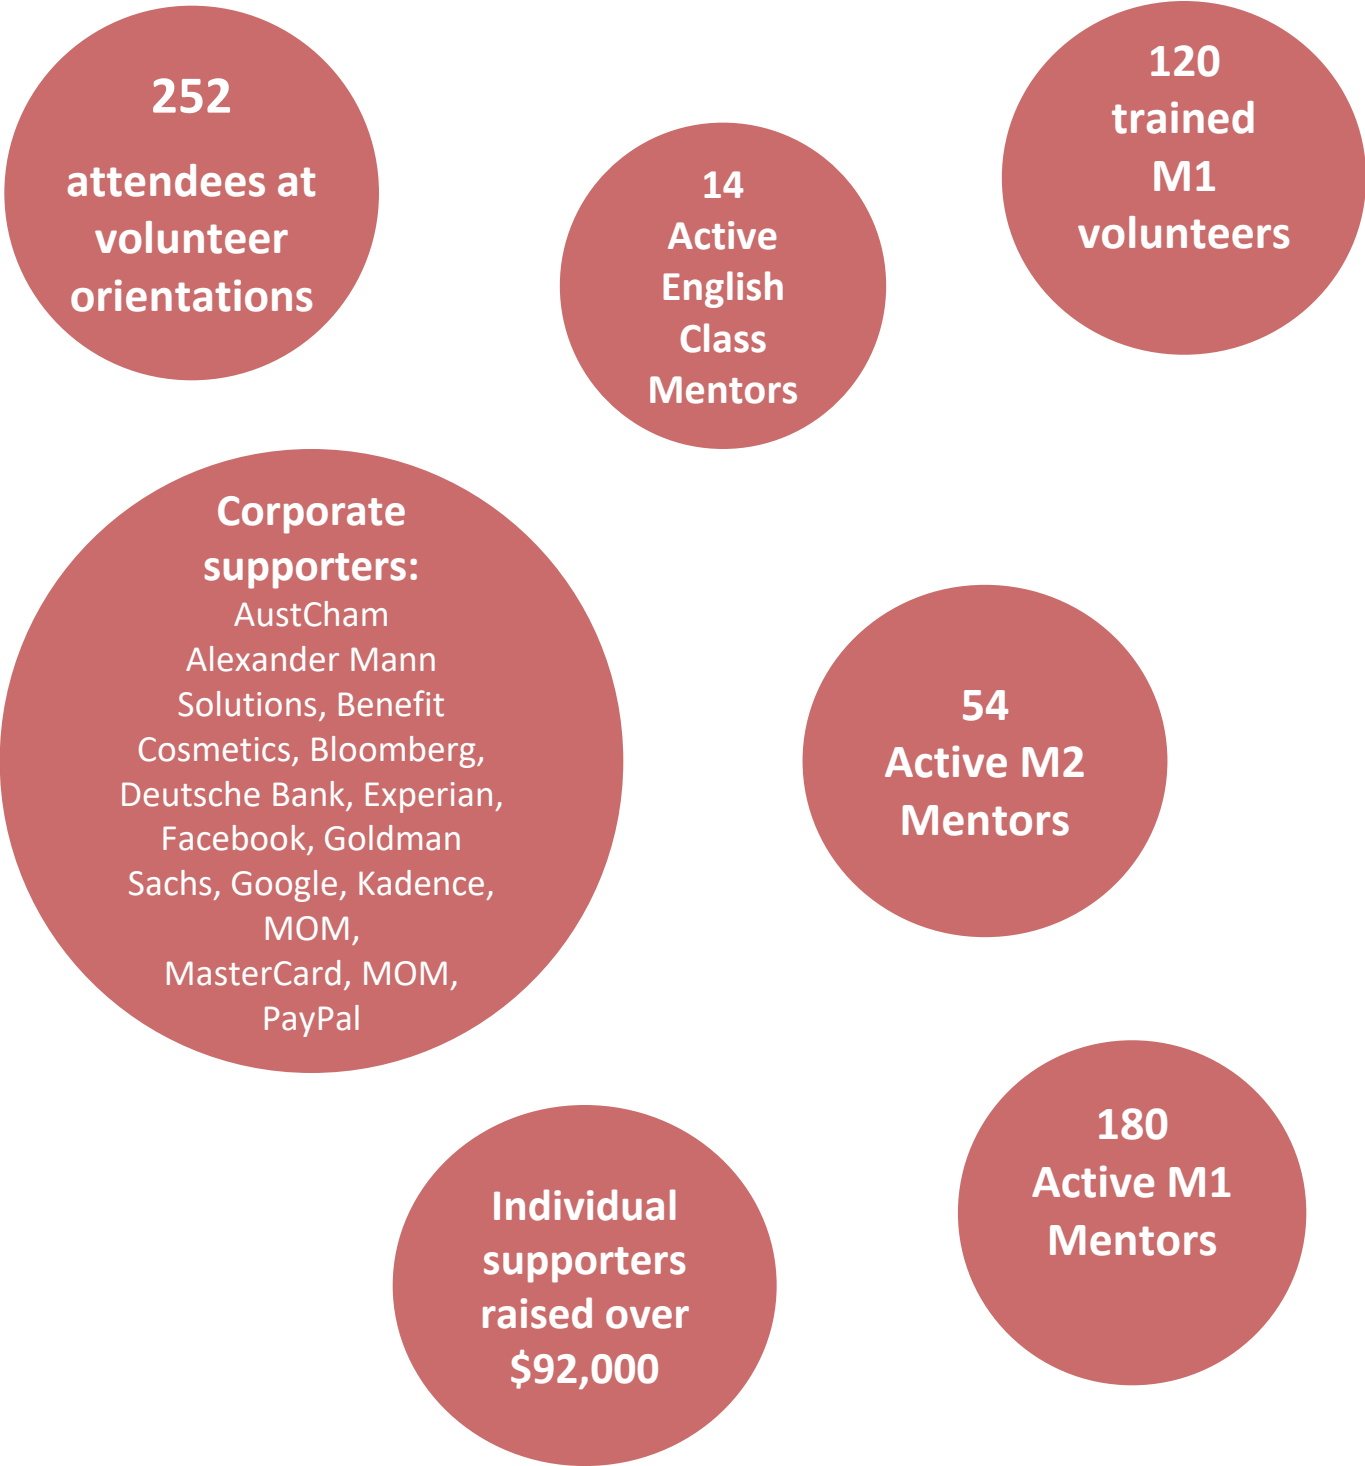 252
attendees at
volunteer
orientations
14
Active
English
Class
Mentors
120
trained
M1
volunteers
Corporate
supporters:
AustCham
Alexander Mann
Solutions, Benefit
Cosmetics, Bloomberg,
Deutsche Bank, Experian,
Facebook, Goldman
Sachs, Google, Kadence,
MOM,
MasterCard, MOM,
PayPal
54
Active M2
Mentors
Individual
supporters
raised over
$92,000
180
Active M1
Mentors